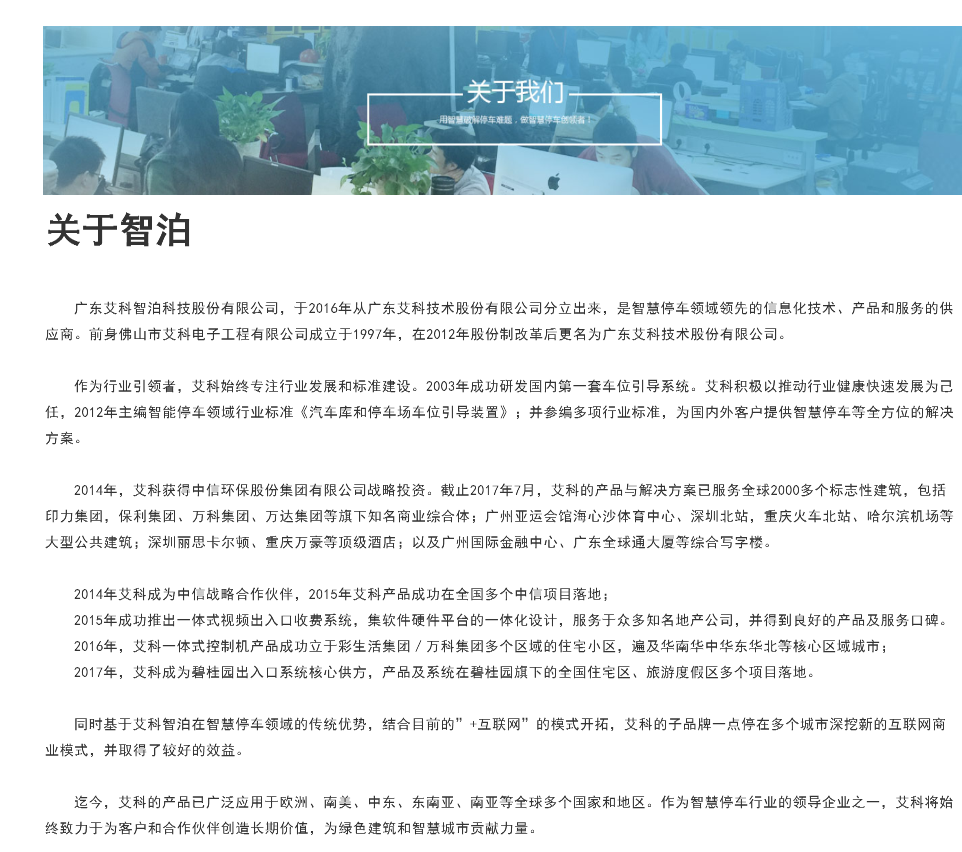 关于我们
用智慧破解停车难题，做智慧停车领领者！
关于智泊
广东艾科智泊科技股份有限公司，于2016年从广东艾科技术股份有限公司分立出来，是智慧停车领域领先的信息化技术、产品和服务的供
应商。前身佛山市艾科电子工程有限公司成立于1997年，在2012年股份制改革后更名为广东艾科技术股份有限公司。
作为行业引领者，艾科始终专注行业发展和标准建设。2003年成功研发国内第一套车位引导系统。艾科积极以推动行业健康快速发展为己
任，2012年主编智能停车领域行业标准《汽车库和停车场车位引导装置》；并参编多项行业标准，为国内外客户提供智慧停车等全方位的解决
方案。
2014年，艾科获得中信环保股份集团有限公司战略投资。截止2017年7月，艾科的产品与解决方案已服务全球2000多个标志性建筑，包括
印力集团，保利集团、万科集团、万达集团等旗下知名商业综合体；广州亚运会馆海心沙体育中心、深圳北站，重庆火车北站、哈尔滨机场等
大型公共建筑；深圳丽思卡尔顿、重庆万豪等顶级酒店；以及广州国际金融中心、广东全球通大厦等综合写字楼。
2014年艾科成为中信战略合作伙伴，2015年艾科产品成功在全国多个中信项目落地；
2015年成功推出一体式视频出入口收费系统，集软件硬件平台的一体化设计，服务于众多知名地产公司，并得到良好的产品及服务口碑。
2016年，艾科一体式控制机产品成功立于彩生活集团／万科集团多个区域的住宅小区，遍及华南华中华东华北等核心区域城市；
2017年，艾科成为碧桂园出入口系统核心供方，产品及系统在碧桂园旗下的全国住宅区、旅游度假区多个项目落地。
同时基于艾科智泊在智慧停车领域的传统优势，结合目前的”+互联网”的模式开拓，艾科的子品牌一点停在多个城市深挖新的互联网商
业模式，并取得了较好的效益。
迄今，艾科的产品已广泛应用于欧洲、南美、中东、东南亚、南亚等全球多个国家和地区。作为智慧停车行业的领导企业之一，艾科将始
终致力于为客户和合作伙伴创造长期价值，为绿色建筑和智慧城市贡献力量。